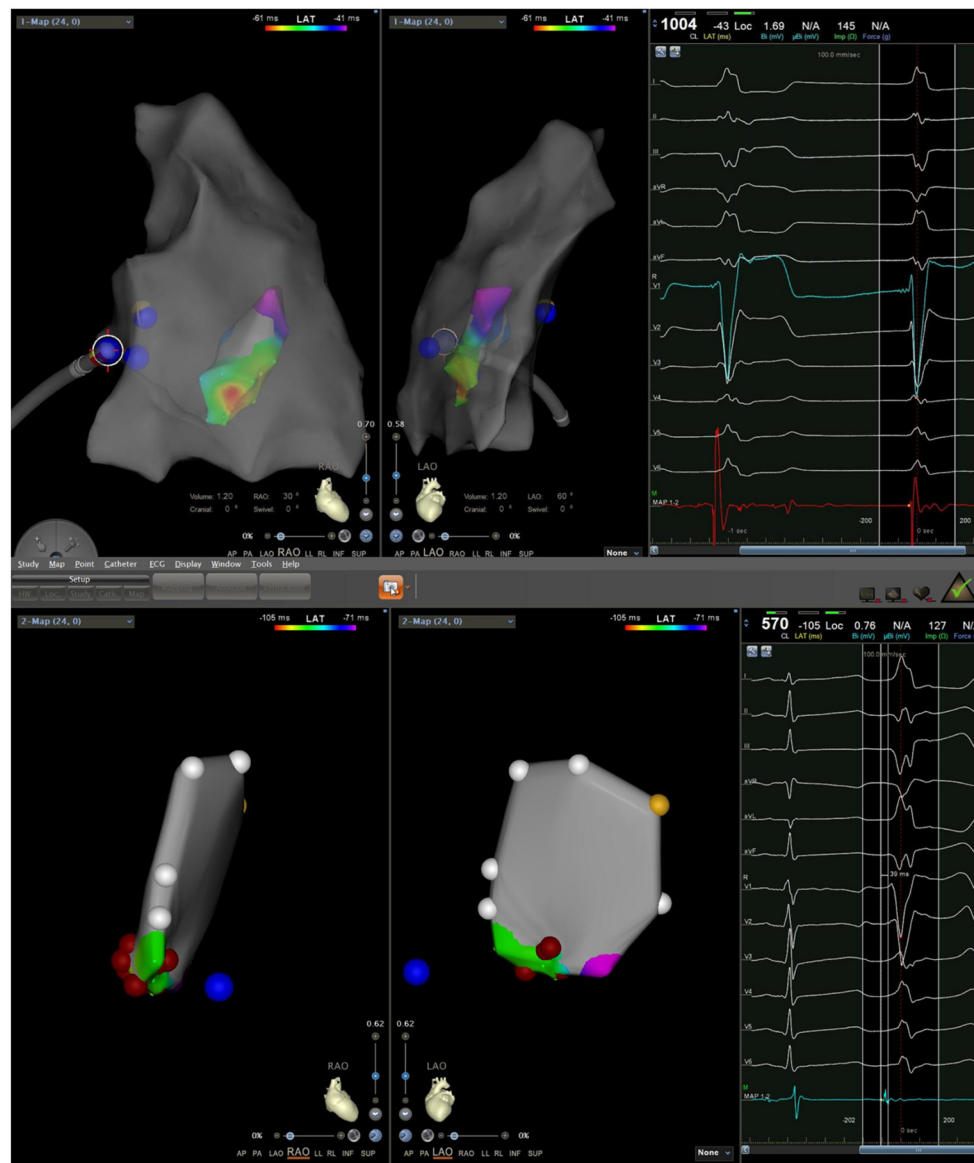 1-Map (24, 0)
-61 ms LAT -41 ms
1-Map (24, 0)
-61 ms LAT -41 ms
1004 -43 Loc 1.69 N/A 145 N/A
CL LAT (ms) Bi (mV) µBi (mV) Imp (Ω) Force (g)
100.0 mm/sec
I
II
III
aVR
aVL
aVF
R
V1
V2
V3
V4
V5
V6
M
MAP 1-2
-200 200
-1 sec 0 sec
0.70
RAO
Volume: 1.20 RAO: 30 °
Cranial: 0 ° Swivel: 0 °
0%
AP PA LAO RAO LL RL INF SUP
0.58
LAO
Volume: 1.20 LAO: 60 °
Cranial: 0 ° Swivel: 0 °
0%
AP PA LAO RAO LL RL INF SUP
None
Study Map Point Catheter ECG Display Window Tools Help
Setup
HW Loc. Study Cath. Map
2-Map (24, 0)
-105 ms LAT -71 ms
2-Map (24, 0)
-105 ms LAT -71 ms
570 -105 Loc 0.76 N/A 127 N/
CL LAT (ms) Bi (mV) µBi (mV) Imp (Ω) Force
100.0 mm/sec
I
II
III
aVR
aVL
aVF
39 ms
R
V1
V2
V3
V4
V5
V6
M
MAP 1-2
-202 200
0 sec
0.62
RAO
0%
AP PA LAO RAO LL RL INF SUP
0.62
LAO
0%
AP PA LAO RAO LL RL INF SUP
None